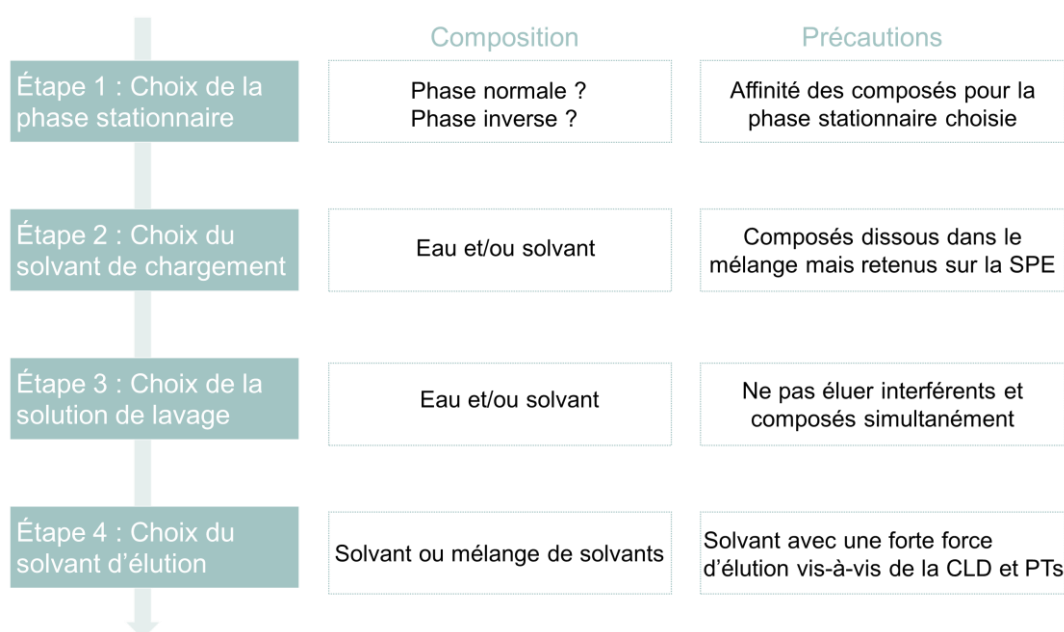 Composition
Précautions
Étape 1 : Choix de la
phase stationnaire
Phase normale ?
Phase inverse ?
Affinité des composés pour la
phase stationnaire choisie
Étape 2 : Choix du
solvant de chargement
Eau et/ou solvant
Composés dissous dans le
mélange mais retenus sur la SPE
Étape 3 : Choix de la
solution de lavage
Eau et/ou solvant
Ne pas éluer interférents et
composés simultanément
Étape 4 : Choix du
solvant d’élution
Solvant ou mélange de solvants
Solvant avec une forte force
d’élution vis-à-vis de la CLD et PTs